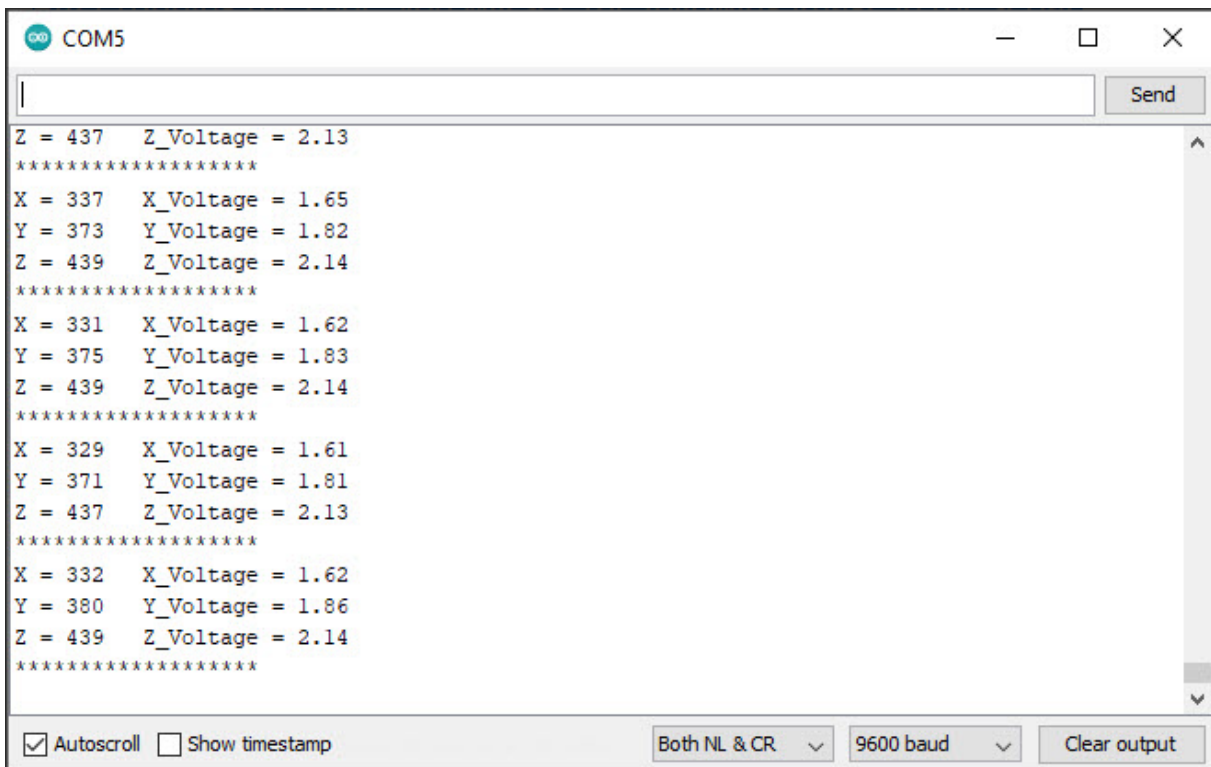 COM5
Send
Z = 437   Z_Voltage = 2.13
*******************
X = 337   X_Voltage = 1.65
Y = 373   Y_Voltage = 1.82
Z = 439   Z_Voltage = 2.14
*******************
X = 331   X_Voltage = 1.62
Y = 375   Y_Voltage = 1.83
Z = 439   Z_Voltage = 2.14
*******************
X = 329   X_Voltage = 1.61
Y = 371   Y_Voltage = 1.81
Z = 437   Z_Voltage = 2.13
*******************
X = 332   X_Voltage = 1.62
Y = 380   Y_Voltage = 1.86
Z = 439   Z_Voltage = 2.14
*******************
Autoscroll Show timestamp Both NL & CR 9600 baud Clear output